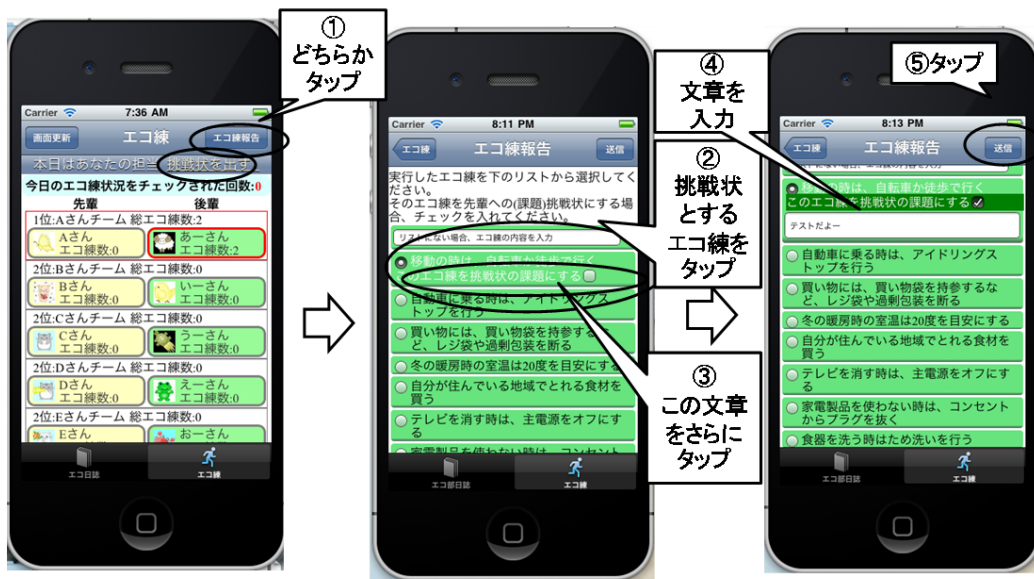 ①
どちらか
タップ
Carrier
7:36 AM
画面更新
エコ練
エコ練報告
本日はあなたの担当 挑戦状を出す
今日のエコ練状況をチェックされた回数:0
先輩
後輩
1位:Aさんチーム 総エコ練数:2
Aさん
エコ練数:0
あーさん
エコ練数:2
2位:Bさんチーム 総エコ練数:0
Bさん
エコ練数:0
いーさん
エコ練数:0
2位:Cさんチーム 総エコ練数:0
Cさん
エコ練数:0
うーさん
エコ練数:0
2位:Dさんチーム 総エコ練数:0
Dさん
エコ練数:0
えーさん
エコ練数:0
2位:Eさんチーム 総エコ練数:0
Eさん
おーさん
エコ日誌
エコ練
Carrier
8:11 PM
エコ練
エコ練報告
送信
実行したエコ練を下のリストから選択してく
ださい。
そのエコ練を先輩への(課題)挑戦状にする場
合、チェックを入れてください。
リストにない場合、エコ練の内容を入力
移動の時は、自転車か徒歩で行く
このエコ練を挑戦状の課題にする
自動車に乗る時は、アイドリングス
トップを行う
買い物には、買い物袋を持参するな
ど、レジ袋や過剰包装を断る
冬の暖房時の室温は20度を目安にする
自分が住んでいる地域でとれる食材を
買う
テレビを消す時は、主電源をオフにす
る
家電製品を使わない時は、コンセント
エコ部日誌
エコ練
②
挑戦状
とする
エコ練を
タップ
③
この文章
をさらに
タップ
④
文章を
入力
⑤タップ
Carrier
8:13 PM
エコ練
エコ練報告
送信
リストにない場合、エコ練の内容を入力
移動の時は、自転車か徒歩で行く
このエコ練を挑戦状の課題にする
テストだよー
自動車に乗る時は、アイドリングス
トップを行う
買い物には、買い物袋を持参するな
ど、レジ袋や過剰包装を断る
冬の暖房時の室温は20度を目安にする
自分が住んでいる地域でとれる食材を
買う
テレビを消す時は、主電源をオフにす
る
家電製品を使わない時は、コンセント
からプラグを抜く
食器を洗う時はため洗いを行う
エコ部日誌
エコ練